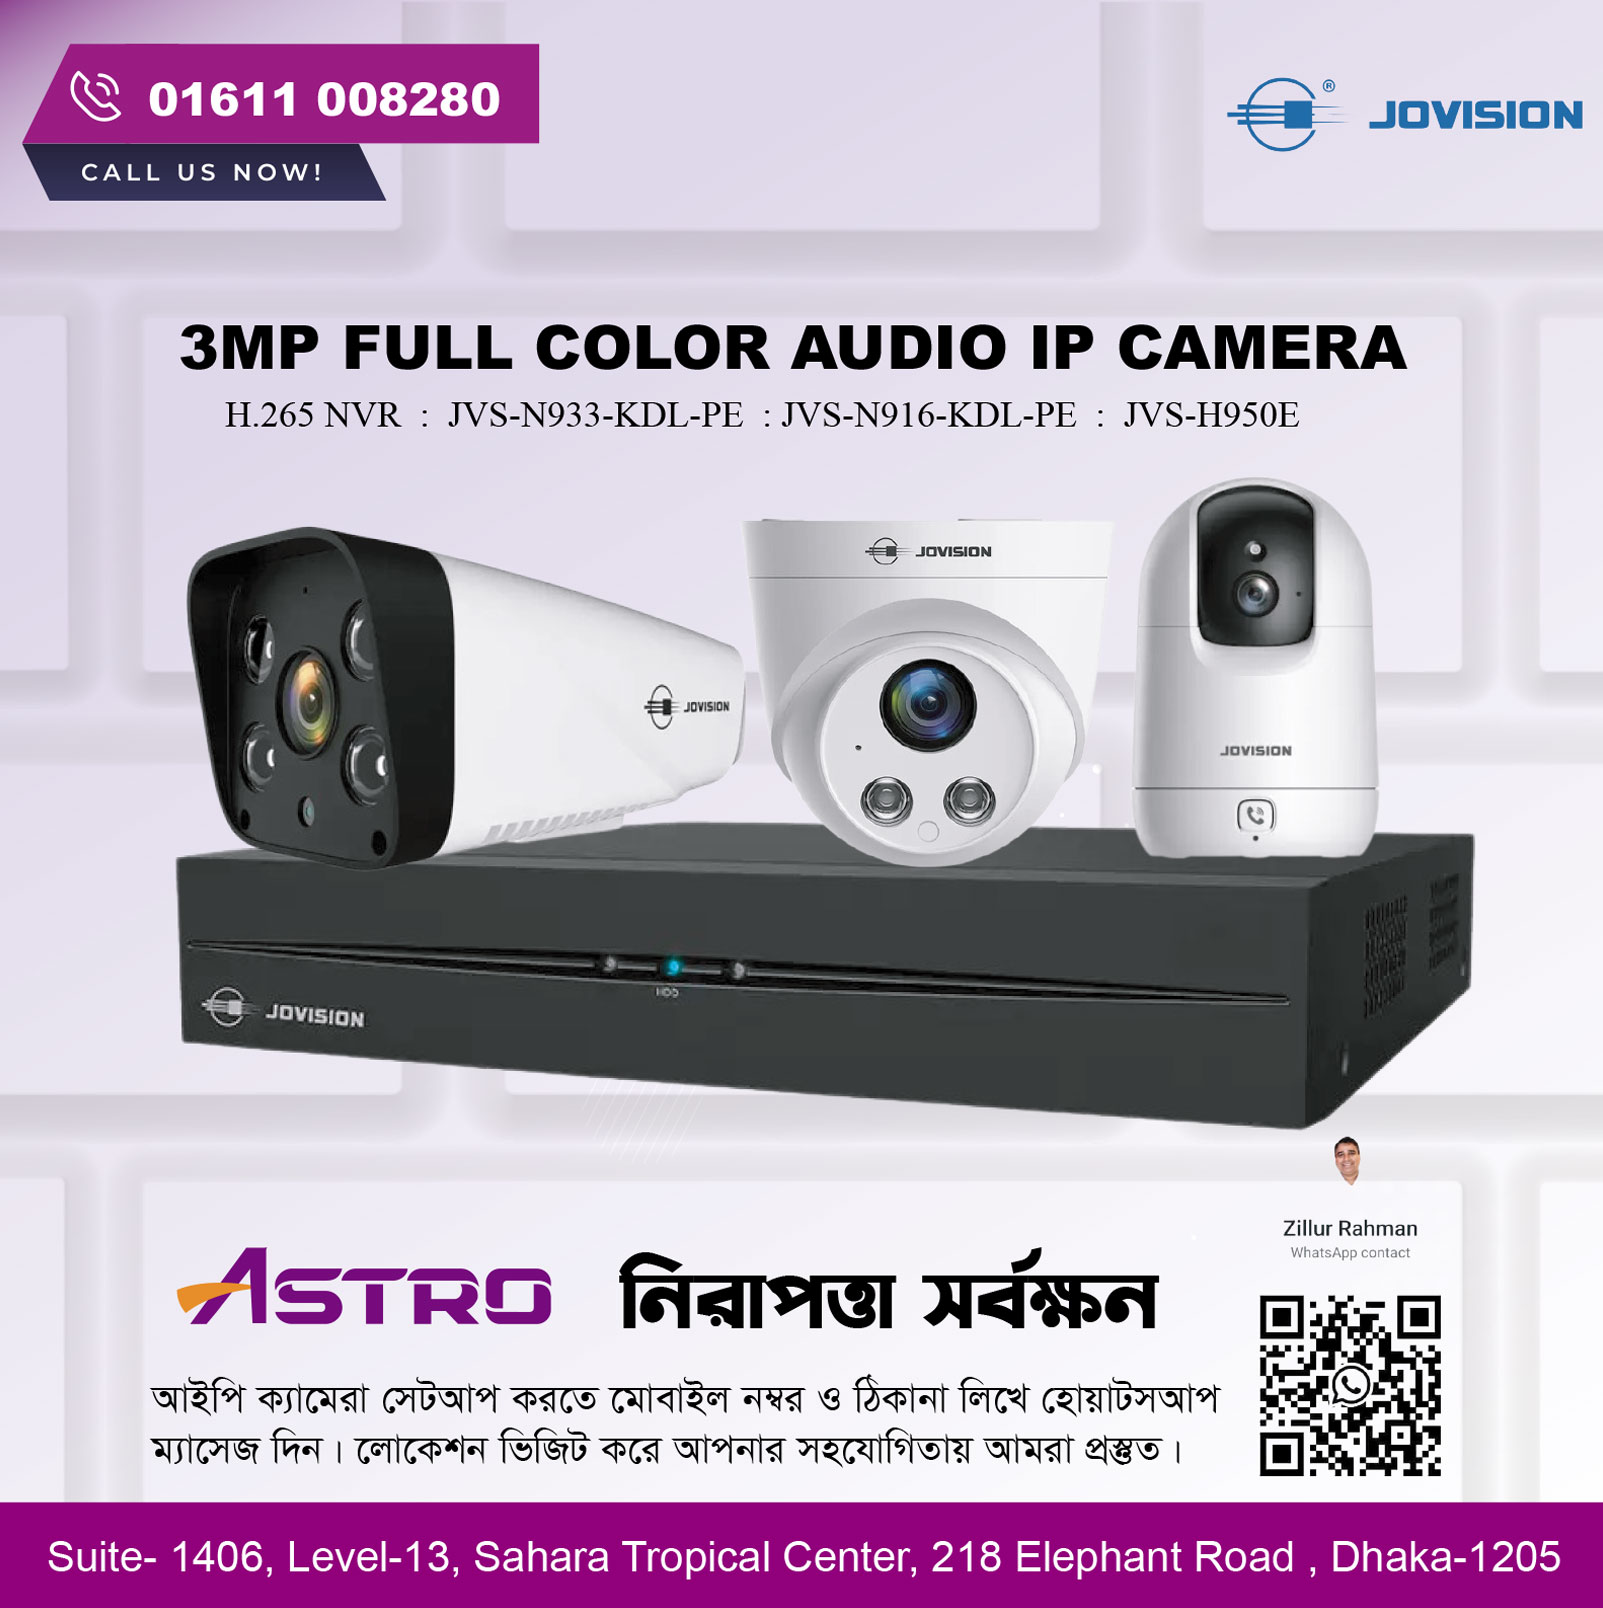 01611 008280
CALL US NOW!
® JOVISION
3MP FULL COLOR AUDIO IP CAMERA
H.265 NVR : JVS-N933-KDL-PE : JVS-N916-KDL-PE : JVS-H950E
JOVISION
JOVISION
JOVISION
HDD
JOVISION
Zillur Rahman
WhatsApp contact
ASTRO
নিরাপত্তা সর্বক্ষন
আইপি ক্যামেরা সেটআপ করতে মোবাইল নম্বর ও ঠিকানা লিখে হোয়াটসআপ
ম্যাসেজ দিন। লোকেশন ভিজিট করে আপনার সহযোগিতায় আমরা প্রস্তুত।
Suite- 1406, Level-13, Sahara Tropical Center, 218 Elephant Road , Dhaka-1205